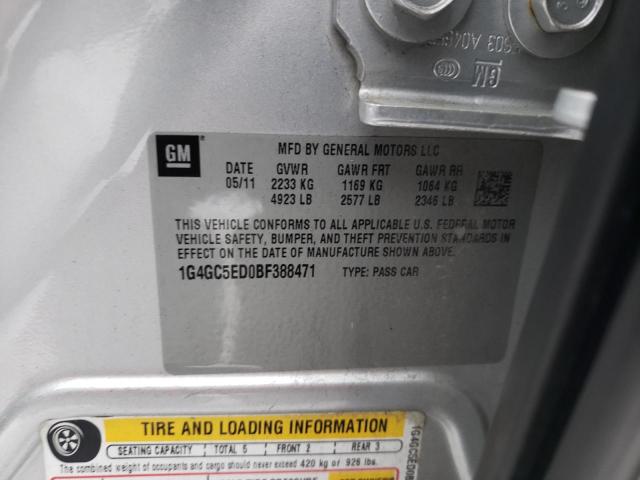 GM
MFD BY GENERAL MOTORS LLC
DATE GVWR GAWR FRT GAWR RR
05/11 2233 KG 1169 KG 1064 KG
4923 LB 2577 LB 2346 LB
THIS VEHICLE CONFORMS TO ALL APPLICABLE U.S. FEDERAL MOTOR
VEHICLE SAFETY, BUMPER, AND THEFT PREVENTION STANDARDS
IN EFFECT ON THE DATE OF MANUFACTURE SHOWN ABOVE.
1G4GC5ED0BF388471 TYPE: PASS CAR
GM
TIRE AND LOADING INFORMATION
SEATING CAPACITY TOTAL 5 FRONT 2 REAR 3
The combined weight of occupants and cargo should never exceed 420 kg or 926 lbs.